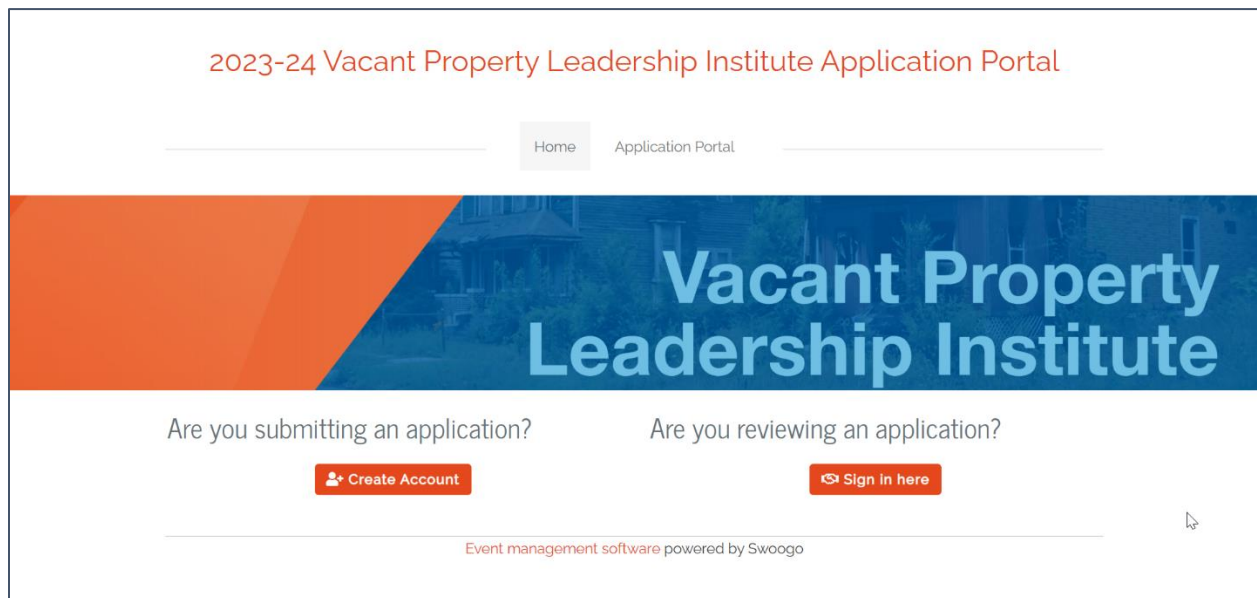 2023-24 Vacant Property Leadership Institute Application Portal
Home Application Portal
Vacant Property
Leadership Institute
Are you submitting an application?
Create Account
Are you reviewing an application?
Sign in here
Event management software powered by Swoogo